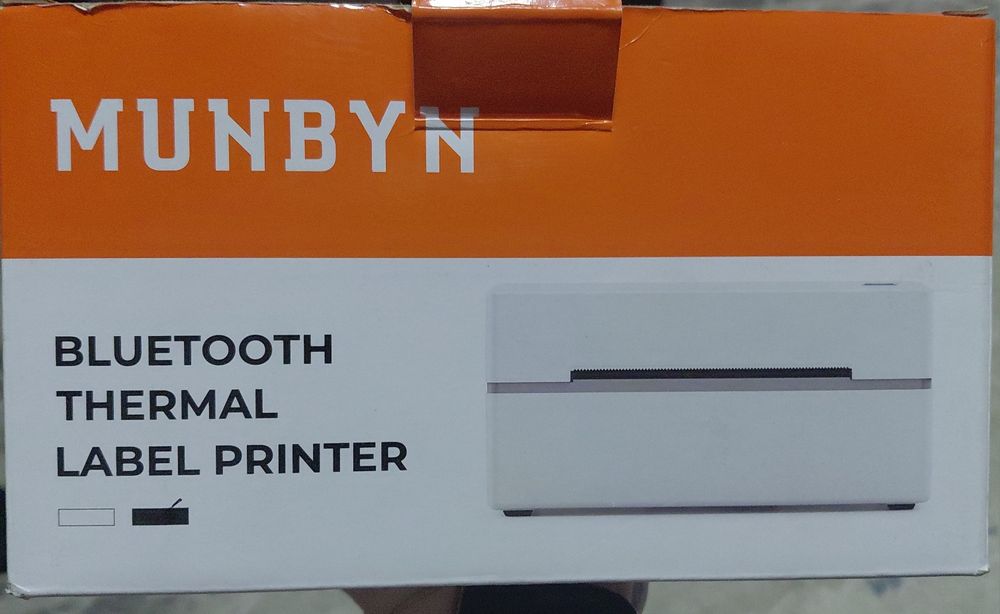 MUNBYN
BLUETOOTH
THERMAL
LABEL PRINTER